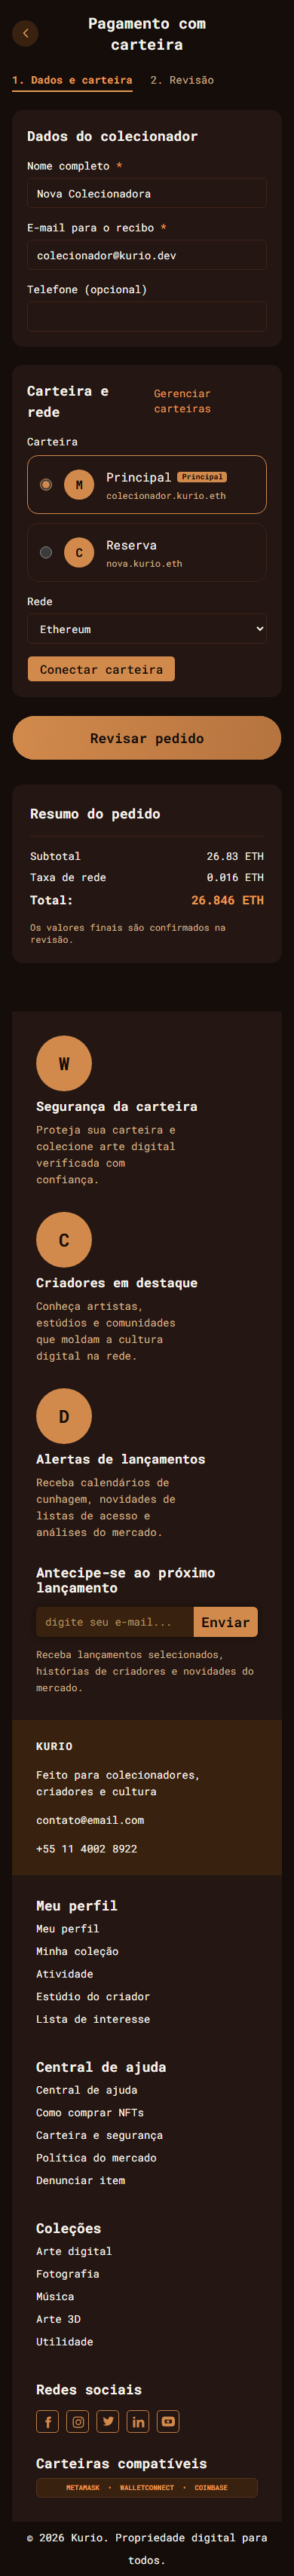 Pagamento com
carteira
1. Dados e carteira 2. Revisão
Dados do colecionador
Nome completo *
Nova Colecionadora
E-mail para o recibo *
colecionador@kurio.dev
Telefone (opcional)
Carteira e
rede
Gerenciar
carteiras
Carteira
M Principal Principal
colecionador.kurio.eth
C Reserva
nova.kurio.eth
Rede
Ethereum
Conectar carteira
Revisar pedido
Resumo do pedido
Subtotal 26.83 ETH
Taxa de rede 0.016 ETH
Total: 26.846 ETH
Os valores finais são confirmados na
revisão.
W
Segurança da carteira
Proteja sua carteira e
colecione arte digital
verificada com
confiança.
C
Criadores em destaque
Conheça artistas,
estúdios e comunidades
que moldam a cultura
digital na rede.
D
Alertas de lançamentos
Receba calendários de
cunhagem, novidades de
listas de acesso e
análises do mercado.
Antecipe-se ao próximo
lançamento
digite seu e-mail... Enviar
Receba lançamentos selecionados,
histórias de criadores e novidades do
mercado.
KURIO
Feito para colecionadores,
criadores e cultura
contato@email.com
+55 11 4002 8922
Meu perfil
Meu perfil
Minha coleção
Atividade
Estúdio do criador
Lista de interesse
Central de ajuda
Central de ajuda
Como comprar NFTs
Carteira e segurança
Política do mercado
Denunciar item
Coleções
Arte digital
Fotografia
Música
Arte 3D
Utilidade
Redes sociais
Carteiras compatíveis
METAMASK • WALLETCONNECT • COINBASE
© 2026 Kurio. Propriedade digital para
todos.